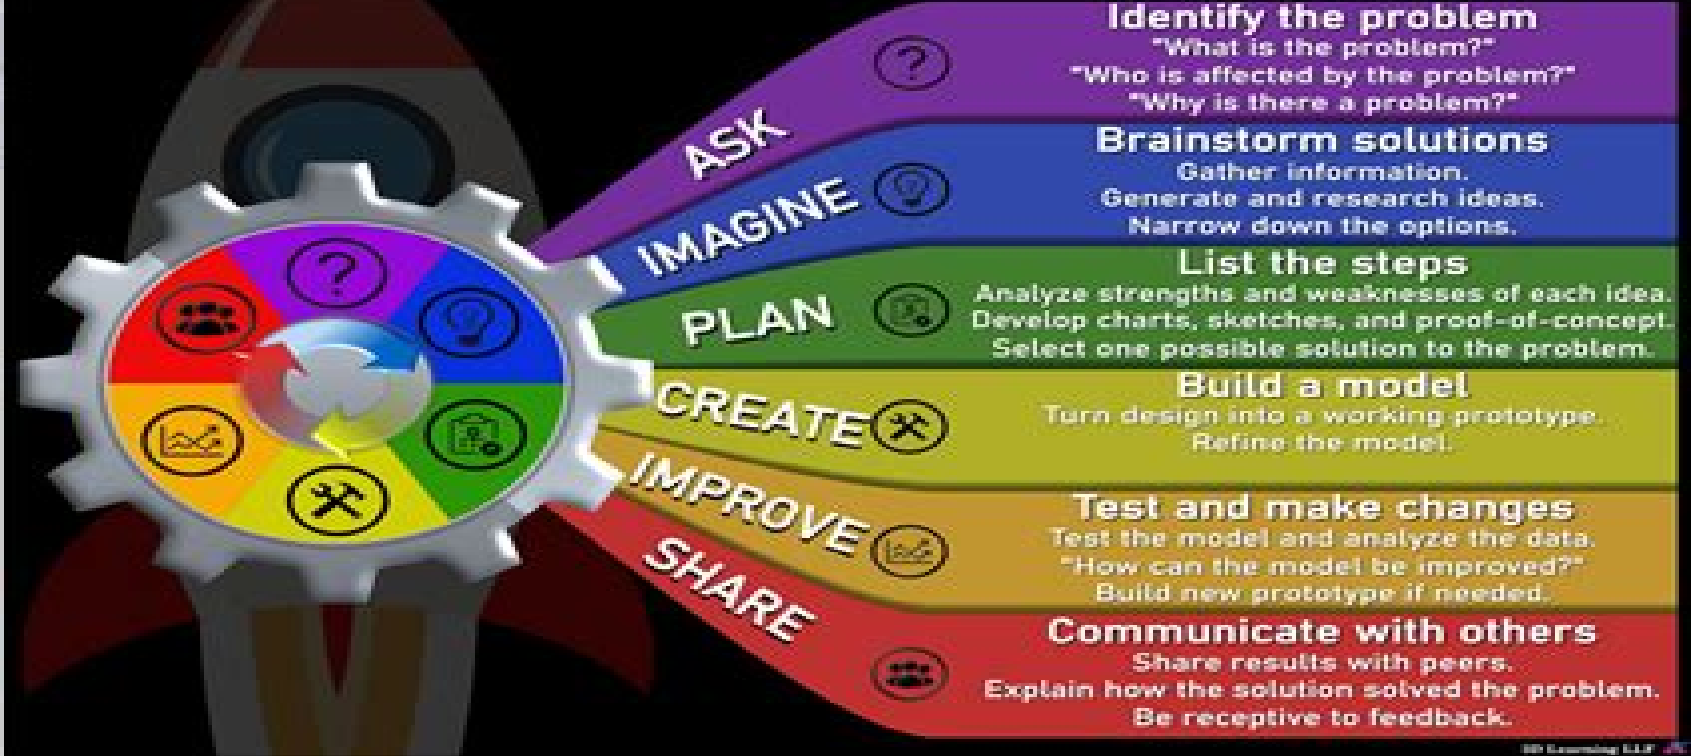 ASK
Identify the problem
"What is the problem?"
"Who is affected by the problem?"
"Why is there a problem?"
IMAGINE
Brainstorm solutions
Gather information.
Generate and research ideas.
Narrow down the options.
PLAN
List the steps
Analyze strengths and weaknesses of each idea.
Develop charts, sketches, and proof-of-concept.
Select one possible solution to the problem.
CREATE
Build a model
Turn design into a working prototype.
Refine the model.
IMPROVE
Test and make changes
Test the model and analyze the data.
"How can the model be improved?"
Build new prototype if needed.
SHARE
Communicate with others
Share results with peers.
Explain how the solution solved the problem.
Be receptive to feedback.
Learning